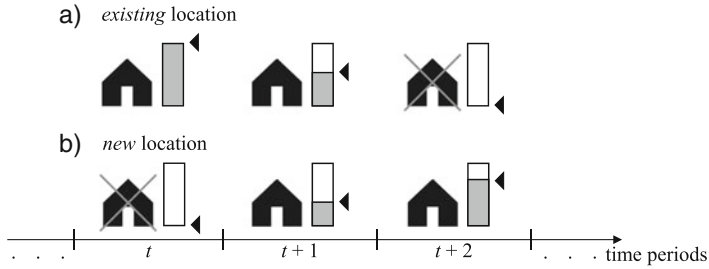 a) existing location
b) new location
. . . t t + 1 t + 2 . . . time periods